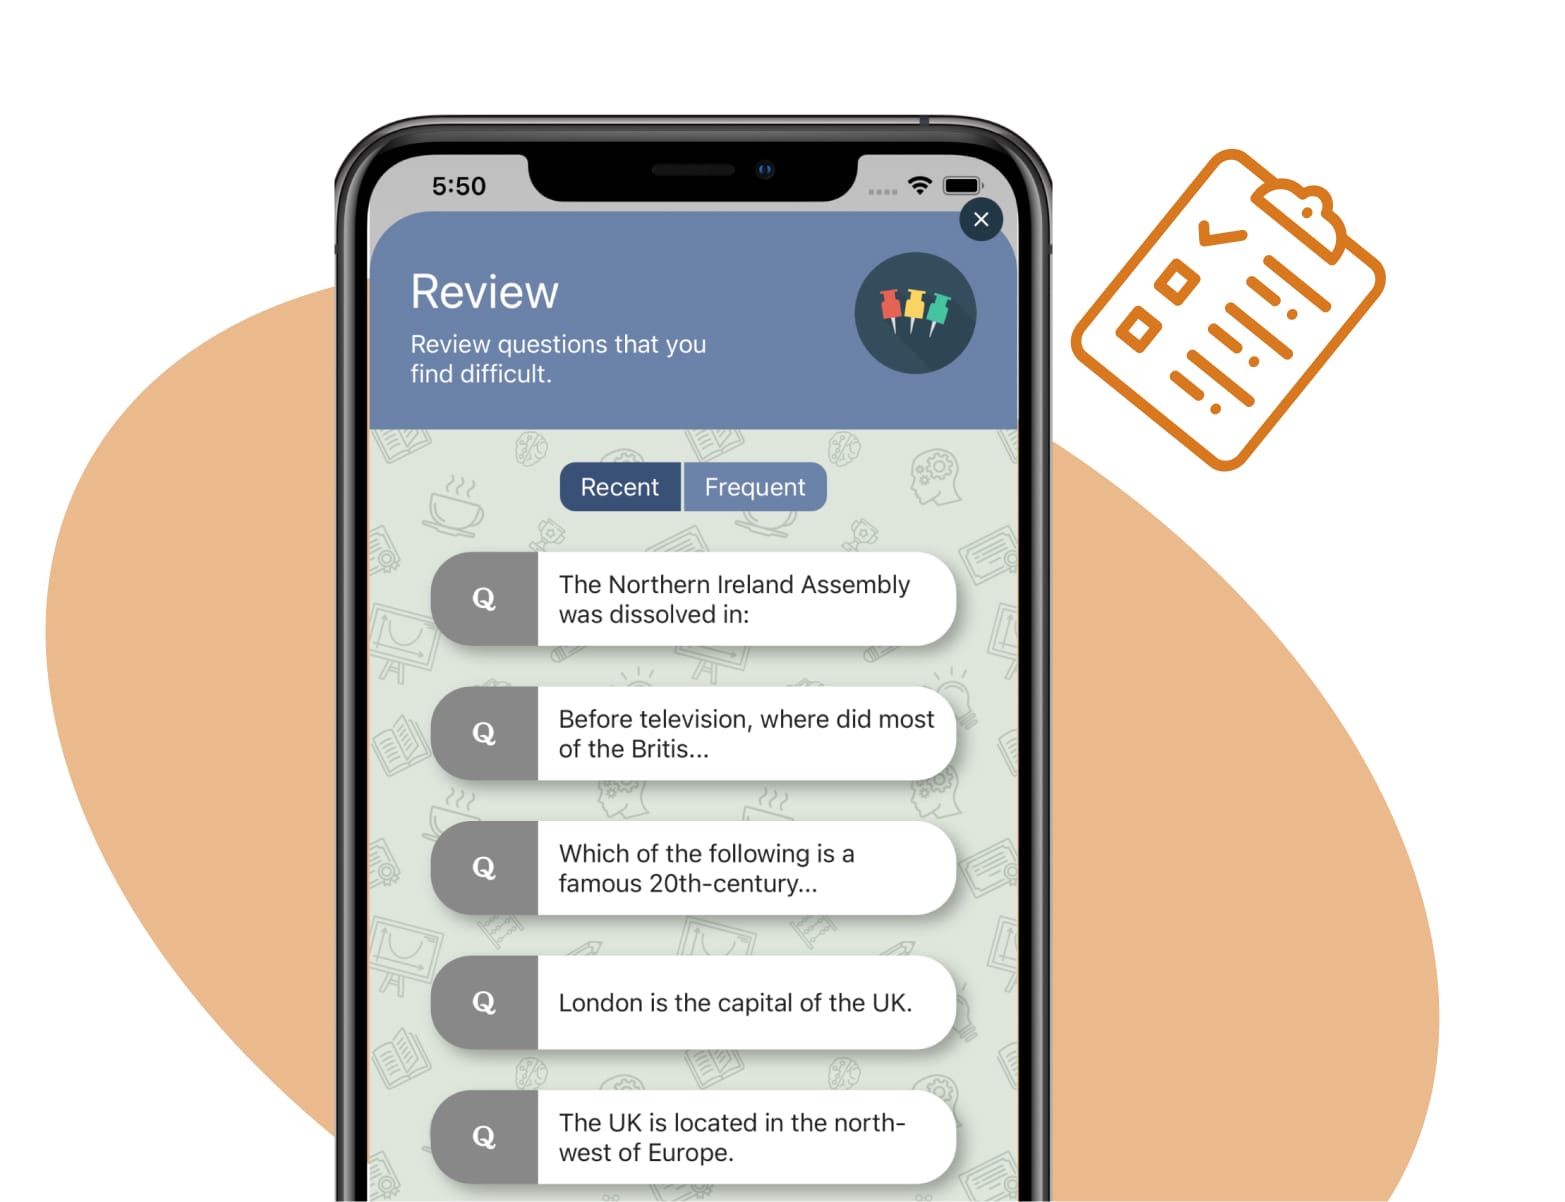 5:50
Review
Review questions that you
find difficult.
Recent Frequent
Q
The Northern Ireland Assembly
was dissolved in:
Q
Before television, where did most
of the Britis...
Q
Which of the following is a
famous 20th-century...
Q
London is the capital of the UK.
Q
The UK is located in the north-
west of Europe.